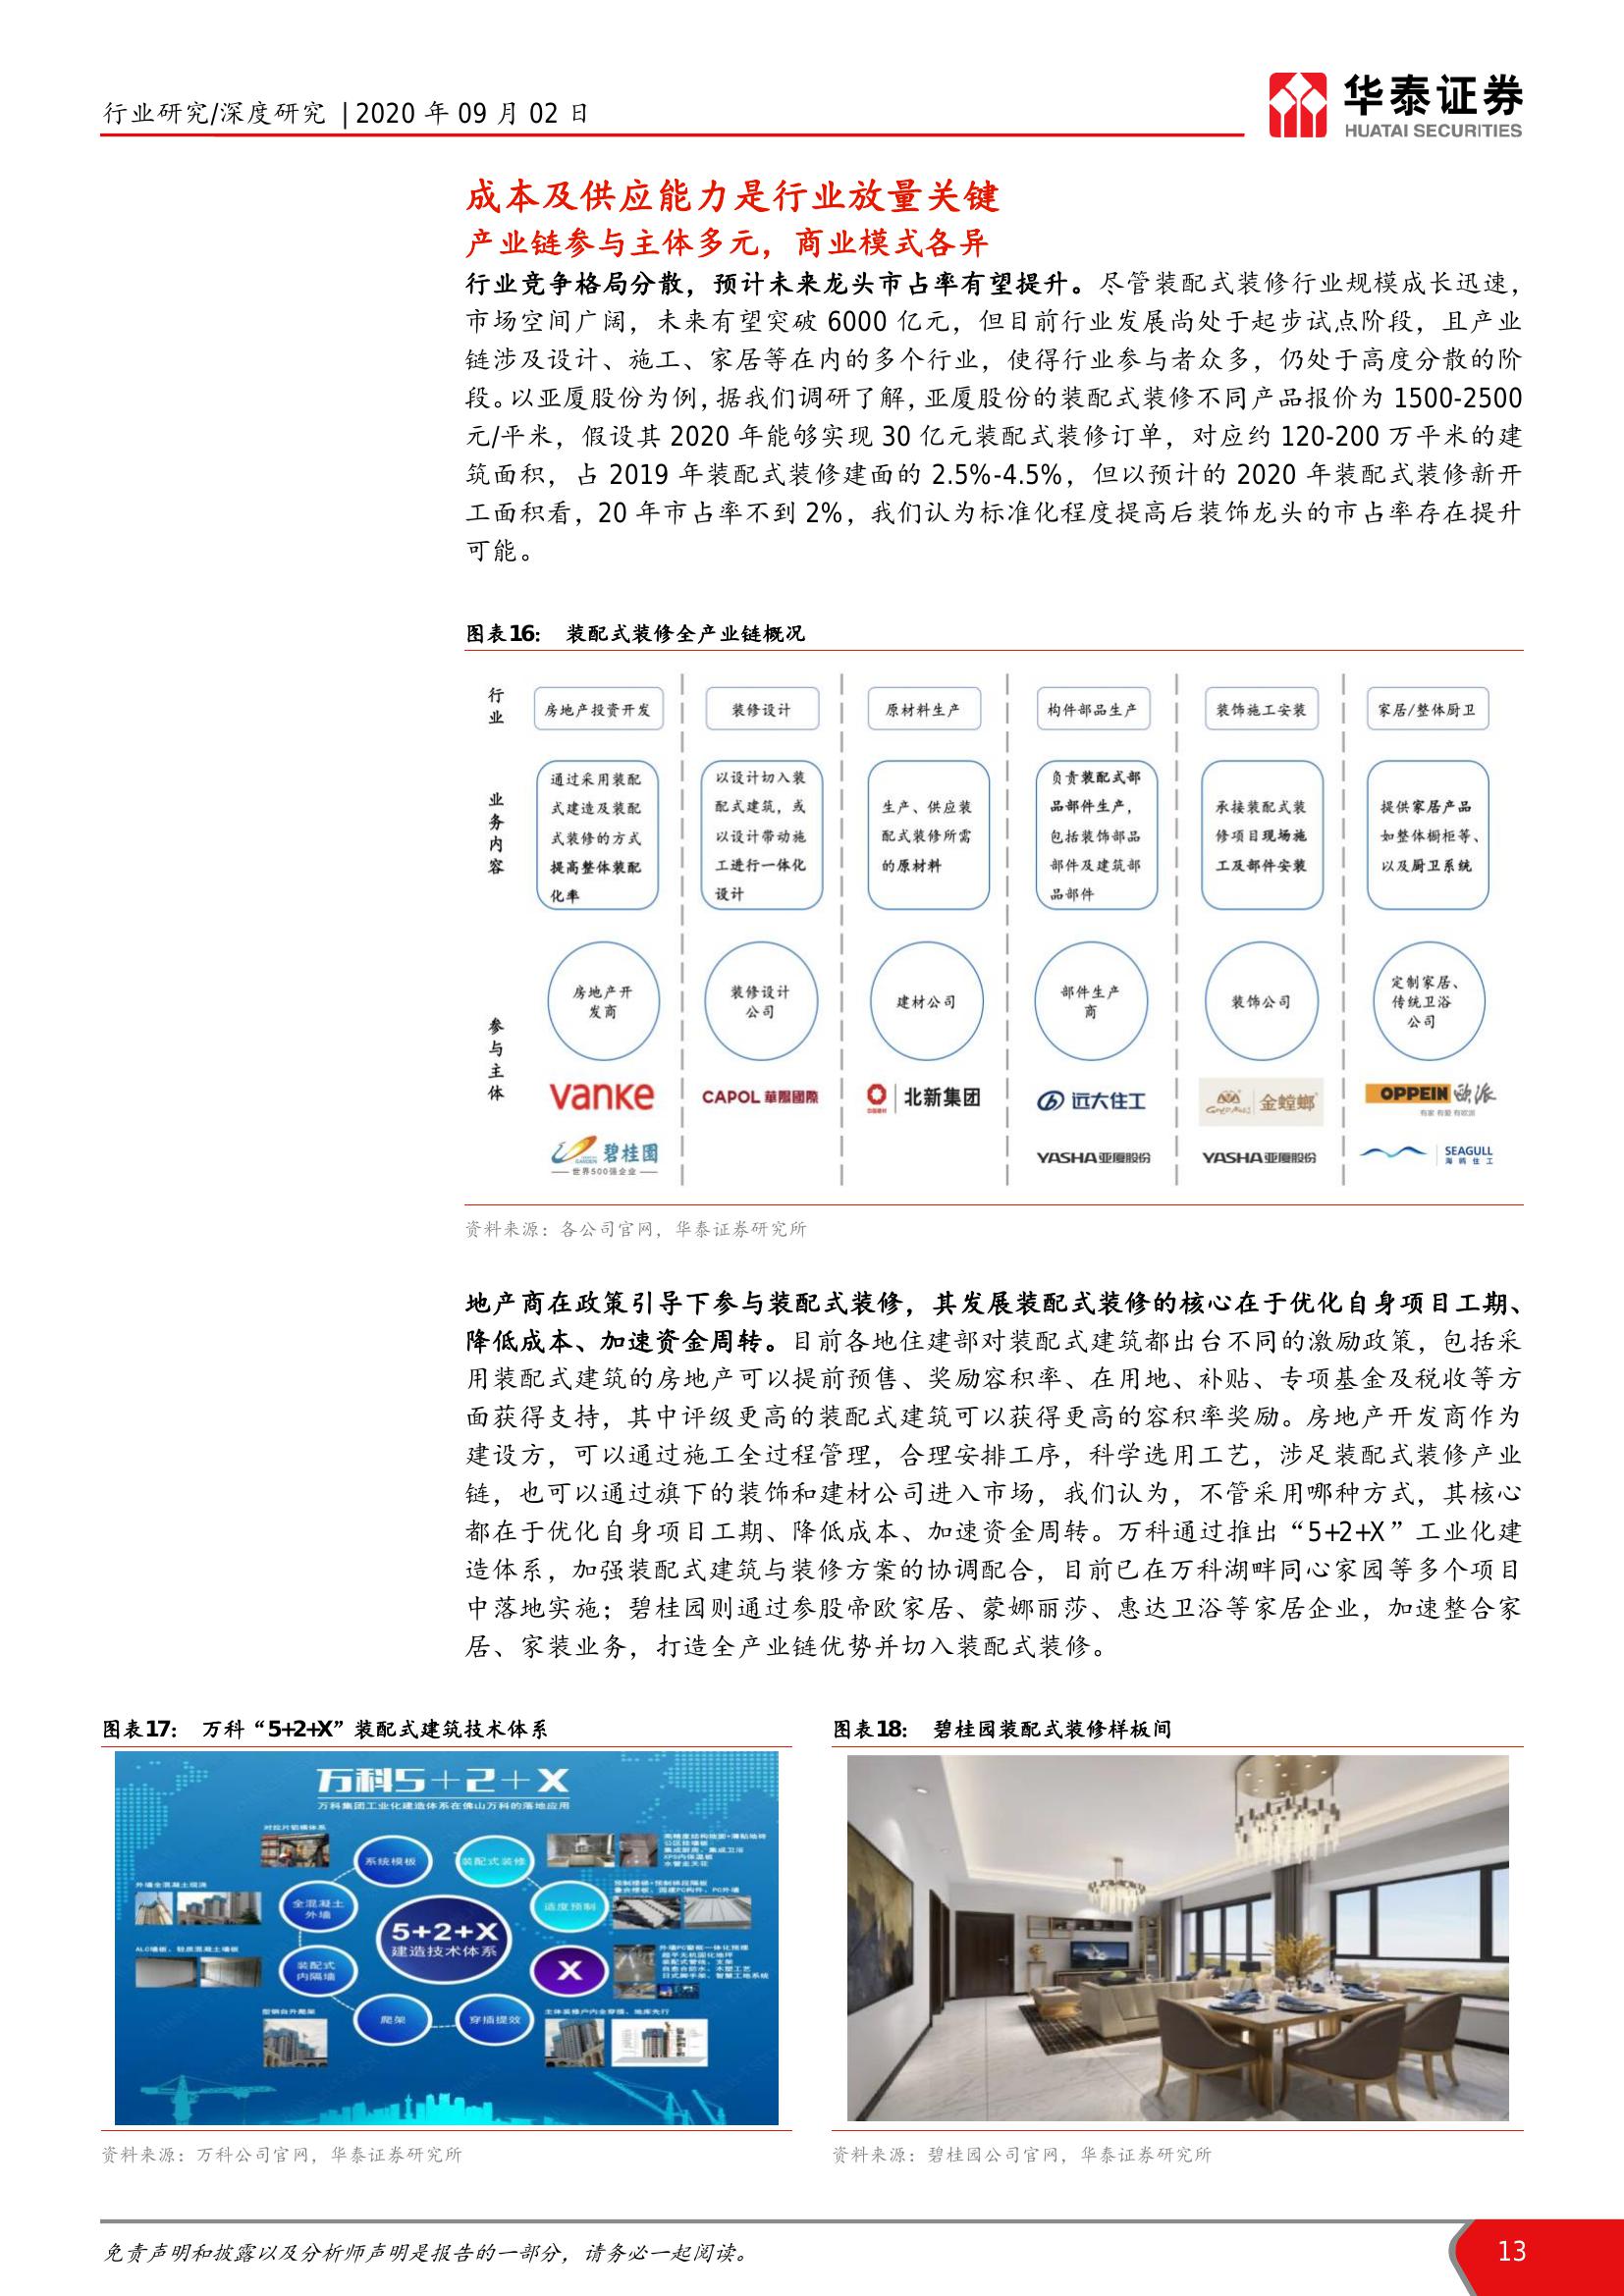 行业研究/深度研究 | 2020 年 09 月 02 日
华泰证券
HUATAI SECURITIES
成本及供应能力是行业放量关键
产业链参与主体多元，商业模式各异
行业竞争格局分散，预计未来龙头市占率有望提升。尽管装配式装修行业规模成长迅速，
市场空间广阔，未来有望突破 6000 亿元，但目前行业发展尚处于起步试点阶段，且产业
链涉及设计、施工、家居等在内的多个行业，使得行业参与者众多，仍处于高度分散的阶
段。以亚厦股份为例，据我们调研了解，亚厦股份的装配式装修不同产品报价为 1500-2500
元/平米，假设其 2020 年能够实现 30 亿元装配式装修订单，对应约 120-200 万平米的建
筑面积，占 2019 年装配式装修建面的 2.5%-4.5%，但以预计的 2020 年装配式装修新开
工面积看，20 年市占率不到 2%，我们认为标准化程度提高后装饰龙头的市占率存在提升
可能。
图表16： 装配式装修全产业链概况
行业
房地产投资开发
装修设计
原材料生产
构件部品生产
装饰施工安装
家居/整体厨卫
业务内容
通过采用装配
式建造及装配
式装修的方式
提高整体装配
化率
以设计切入装
配式建筑，或
以设计带动施
工进行一体化
设计
生产、供应装
配式装修所需
的原材料
负责装配式部
品部件生产，
包括装饰部品
部件及建筑部
品部件
承接装配式装
修项目现场施
工及部件安装
提供家居产品
如整体橱柜等、
以及厨卫系统
参与主体
房地产开
发商
装修设计
公司
建材公司
部件生产
商
装饰公司
定制家居、
传统卫浴
公司
vanke
CAPOL 華陽國際
北新集团
远大住工
金螳螂
OPPEIN 欧派
碧桂园
世界500强企业
YASHA 亚厦股份
YASHA 亚厦股份
SEAGULL
海鸥住工
资料来源：各公司官网，华泰证券研究所
地产商在政策引导下参与装配式装修，其发展装配式装修的核心在于优化自身项目工期、
降低成本、加速资金周转。目前各地住建部对装配式建筑都出台不同的激励政策，包括采
用装配式建筑的房地产可以提前预售、奖励容积率、在用地、补贴、专项基金及税收等方
面获得支持，其中评级更高的装配式建筑可以获得更高的容积率奖励。房地产开发商作为
建设方，可以通过施工全过程管理，合理安排工序，科学选用工艺，涉足装配式装修产业
链，也可以通过旗下的装饰和建材公司进入市场，我们认为，不管采用哪种方式，其核心
都在于优化自身项目工期、降低成本、加速资金周转。万科通过推出“5+2+X”工业化建
造体系，加强装配式建筑与装修方案的协调配合，目前已在万科湖畔同心家园等多个项目
中落地实施；碧桂园则通过参股帝欧家居、蒙娜丽莎、惠达卫浴等家居企业，加速整合家
居、家装业务，打造全产业链优势并切入装配式装修。
图表17： 万科“5+2+X”装配式建筑技术体系
万科5+2+X
万科集团工业化建造体系在佛山万科的落地应用
对拉片铝模体系
系统模板
装配式装修
外墙全混凝土现浇
全混凝土
外墙
适度预制
5+2+X
建造技术体系
ALC墙板、轻质混凝土墙板
装配式
内隔墙
X
爬架
穿插提效
资料来源：万科公司官网，华泰证券研究所
图表18： 碧桂园装配式装修样板间
资料来源：碧桂园公司官网，华泰证券研究所
免责声明和披露以及分析师声明是报告的一部分，请务必一起阅读。
13